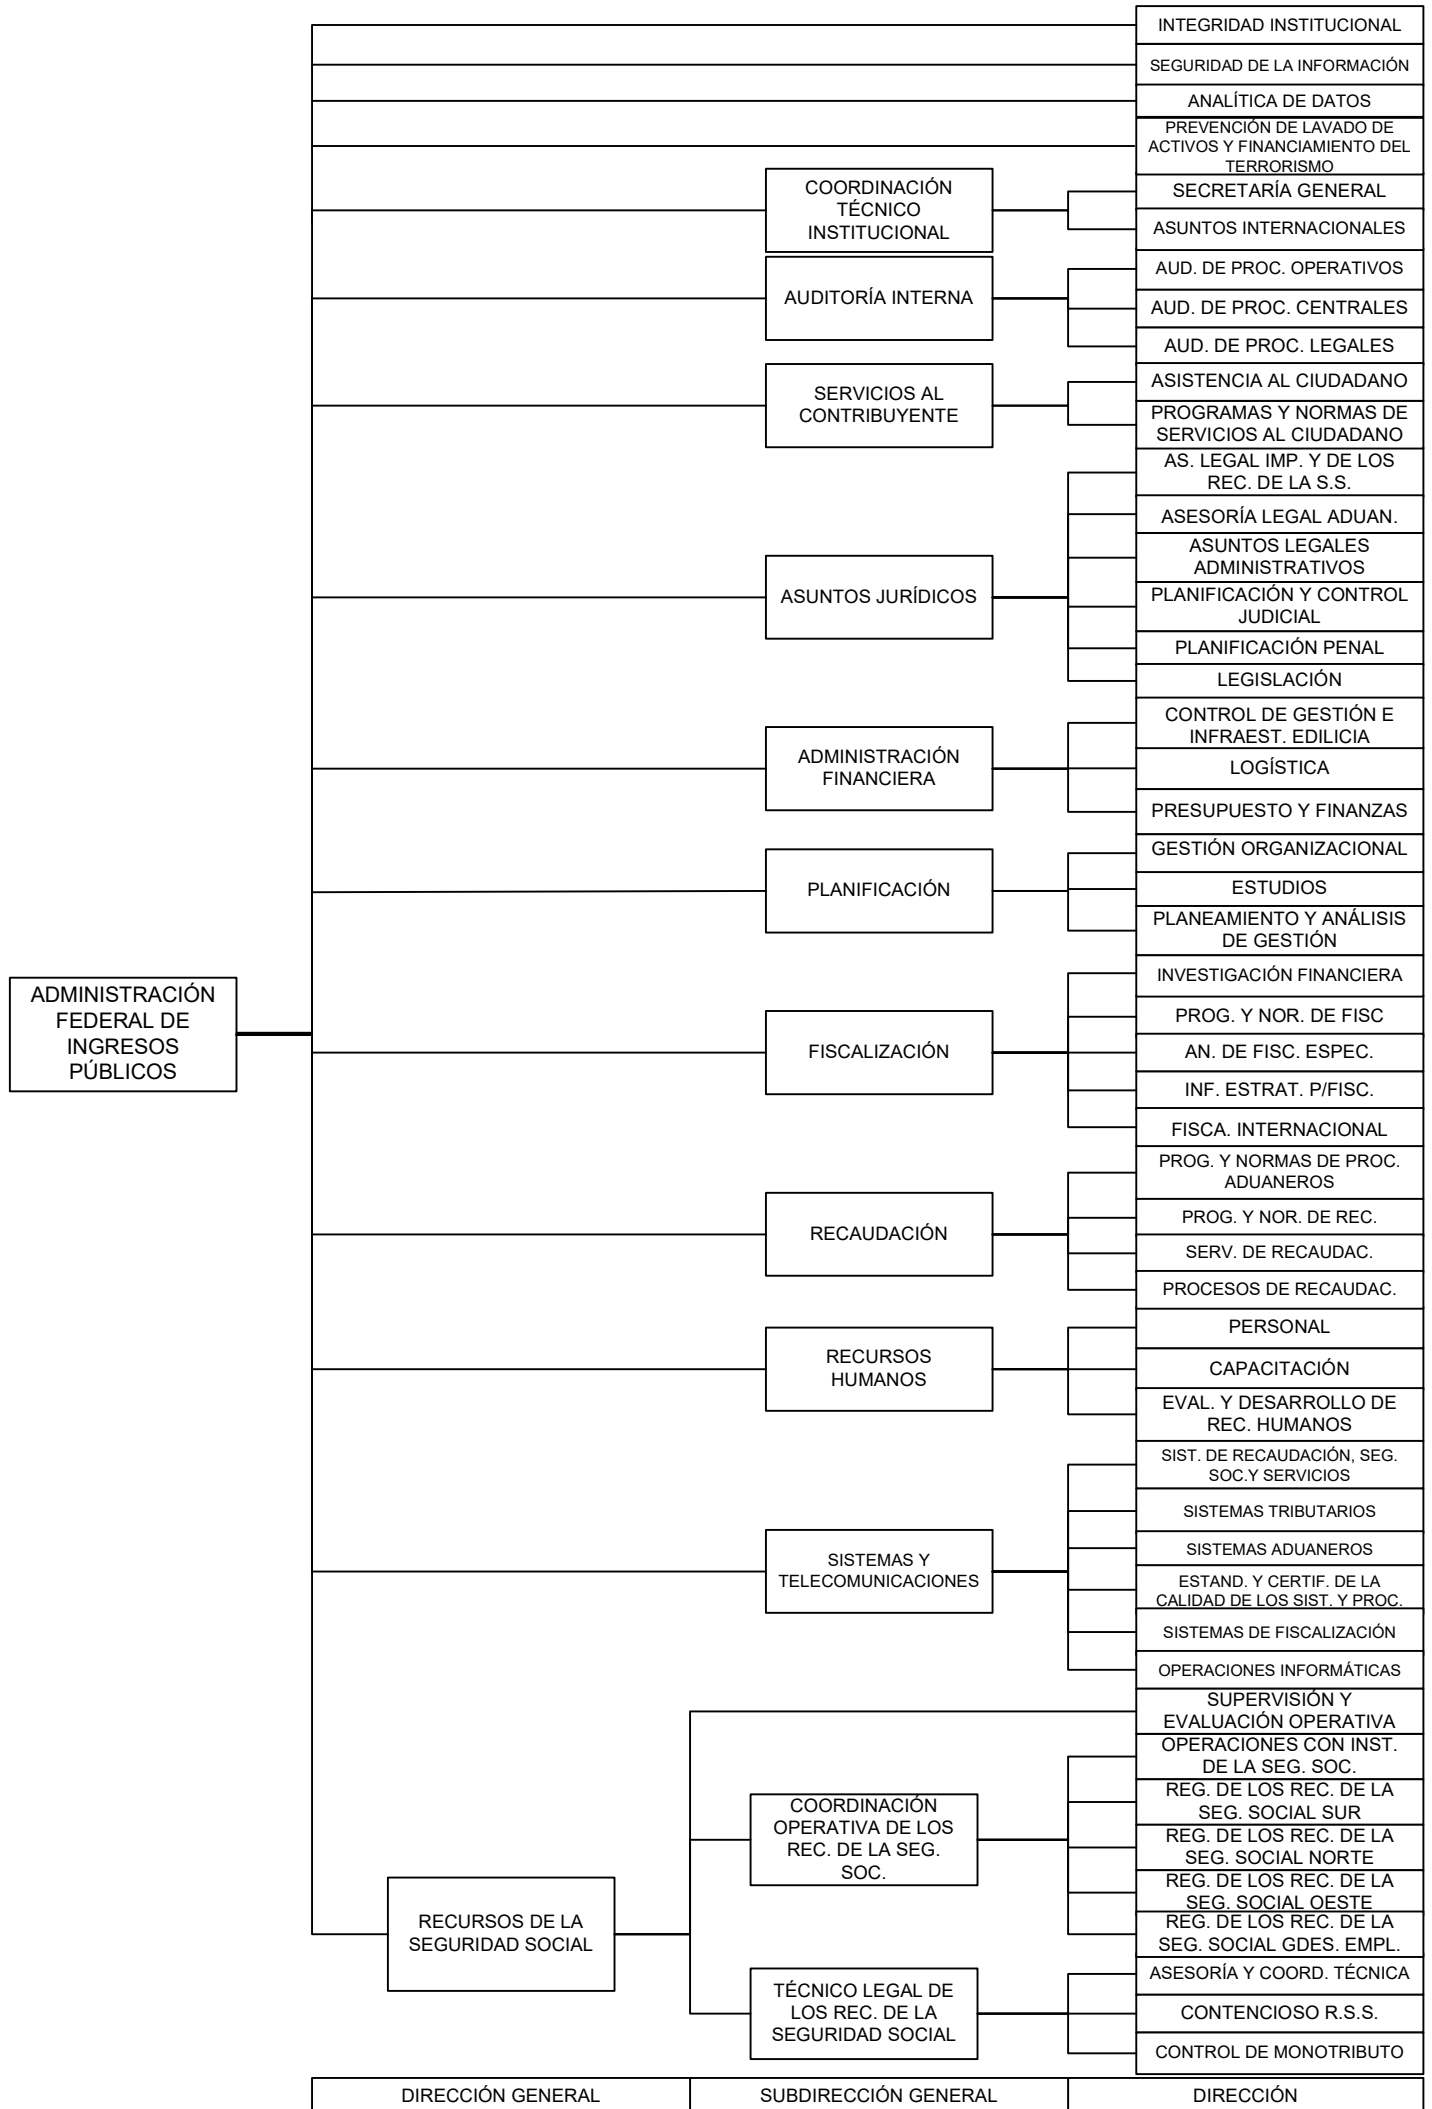 INTEGRIDAD INSTITUCIONAL
SEGURIDAD DE LA INFORMACIÓN
ANALÍTICA DE DATOS
PREVENCIÓN DE LAVADO DE
ACTIVOS Y FINANCIAMIENTO DEL
TERRORISMO
COORDINACIÓN
TÉCNICO
INSTITUCIONAL
SECRETARÍA GENERAL
ASUNTOS INTERNACIONALES
AUDITORÍA INTERNA
AUD. DE PROC. OPERATIVOS
AUD. DE PROC. CENTRALES
AUD. DE PROC. LEGALES
SERVICIOS AL
CONTRIBUYENTE
ASISTENCIA AL CIUDADANO
PROGRAMAS Y NORMAS DE
SERVICIOS AL CIUDADANO
ASUNTOS JURÍDICOS
AS. LEGAL IMP. Y DE LOS
REC. DE LA S.S.
ASESORÍA LEGAL ADUAN.
ASUNTOS LEGALES
ADMINISTRATIVOS
PLANIFICACIÓN Y CONTROL
JUDICIAL
PLANIFICACIÓN PENAL
LEGISLACIÓN
ADMINISTRACIÓN
FINANCIERA
CONTROL DE GESTIÓN E
INFRAEST. EDILICIA
LOGÍSTICA
PRESUPUESTO Y FINANZAS
PLANIFICACIÓN
GESTIÓN ORGANIZACIONAL
ESTUDIOS
PLANEAMIENTO Y ANÁLISIS
DE GESTIÓN
ADMINISTRACIÓN
FEDERAL DE
INGRESOS
PÚBLICOS
FISCALIZACIÓN
INVESTIGACIÓN FINANCIERA
PROG. Y NOR. DE FISC
AN. DE FISC. ESPEC.
INF. ESTRAT. P/FISC.
FISCA. INTERNACIONAL
RECAUDACIÓN
PROG. Y NORMAS DE PROC.
ADUANEROS
PROG. Y NOR. DE REC.
SERV. DE RECAUDAC.
PROCESOS DE RECAUDAC.
RECURSOS
HUMANOS
PERSONAL
CAPACITACIÓN
EVAL. Y DESARROLLO DE
REC. HUMANOS
SISTEMAS Y
TELECOMUNICACIONES
SIST. DE RECAUDACIÓN, SEG.
SOC.Y SERVICIOS
SISTEMAS TRIBUTARIOS
SISTEMAS ADUANEROS
ESTAND. Y CERTIF. DE LA
CALIDAD DE LOS SIST. Y PROC.
SISTEMAS DE FISCALIZACIÓN
OPERACIONES INFORMÁTICAS
RECURSOS DE LA
SEGURIDAD SOCIAL
SUPERVISIÓN Y
EVALUACIÓN OPERATIVA
COORDINACIÓN
OPERATIVA DE LOS
REC. DE LA SEG.
SOC.
OPERACIONES CON INST.
DE LA SEG. SOC.
REG. DE LOS REC. DE LA
SEG. SOCIAL SUR
REG. DE LOS REC. DE LA
SEG. SOCIAL NORTE
REG. DE LOS REC. DE LA
SEG. SOCIAL OESTE
REG. DE LOS REC. DE LA
SEG. SOCIAL GDES. EMPL.
TÉCNICO LEGAL DE
LOS REC. DE LA
SEGURIDAD SOCIAL
ASESORÍA Y COORD. TÉCNICA
CONTENCIOSO R.S.S.
CONTROL DE MONOTRIBUTO
DIRECCIÓN GENERAL
SUBDIRECCIÓN GENERAL
DIRECCIÓN